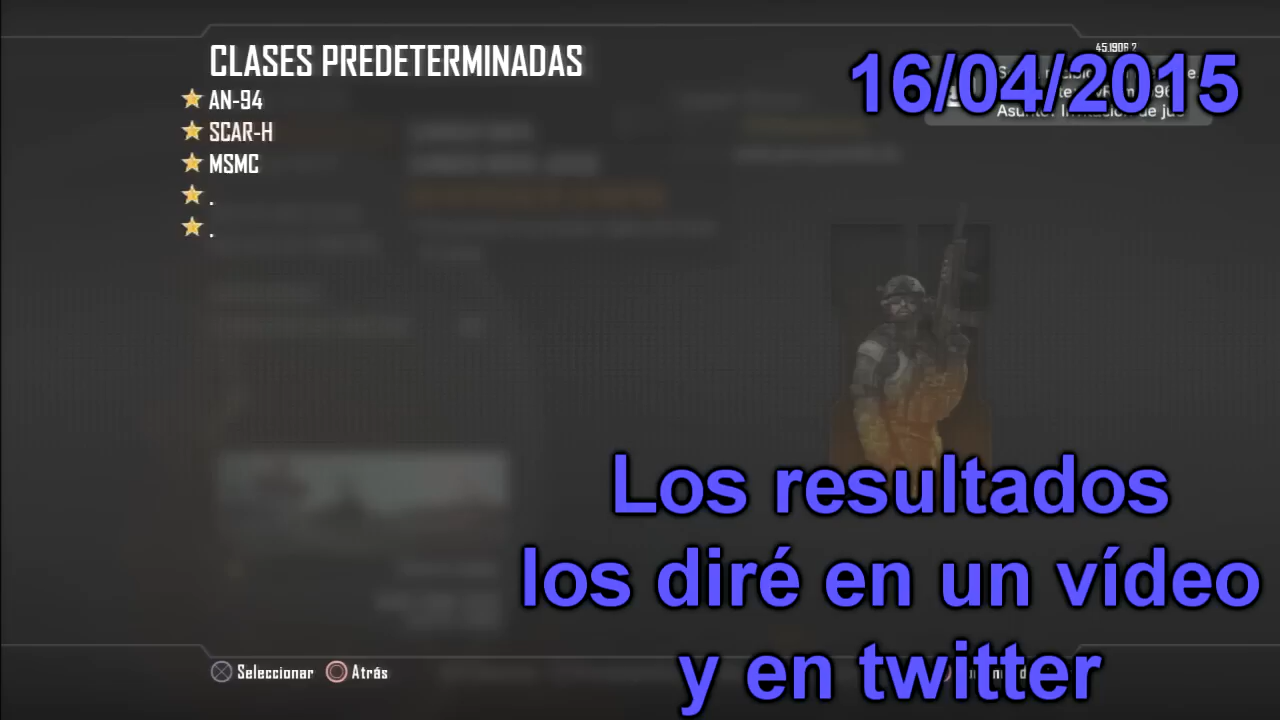 CLASES PREDETERMINADAS
AN-94
SCAR-H
MSMC
.
.
16/04/2015
Los resultados
los diré en un vídeo
y en twitter
Seleccionar Atrás